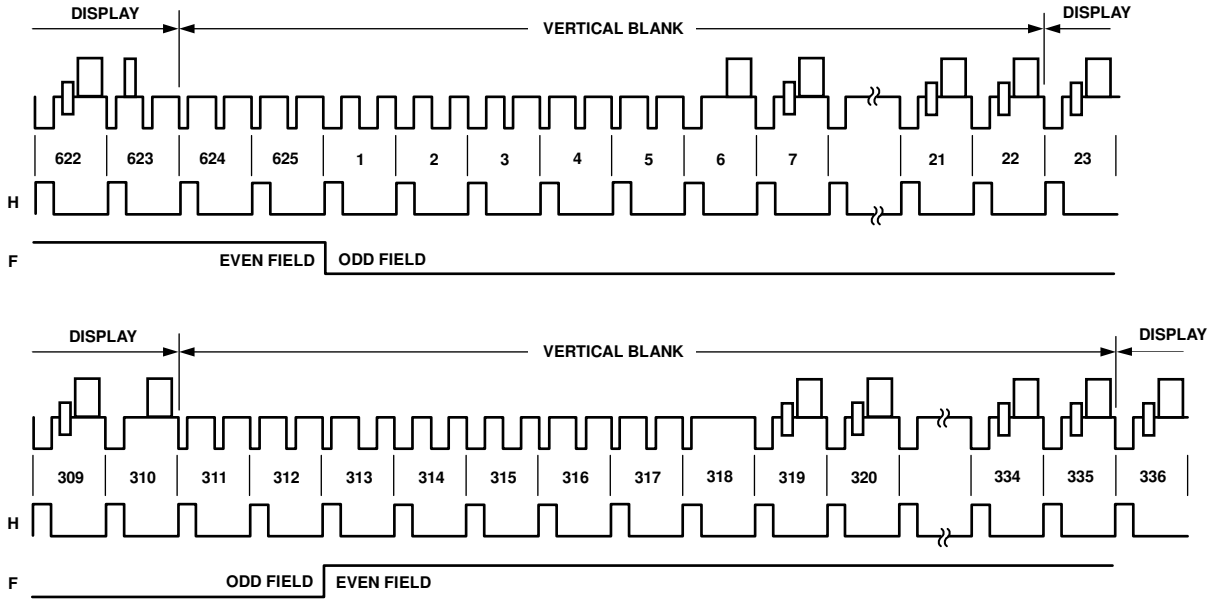 DISPLAY VERTICAL BLANK DISPLAY
622 623 624 625 1 2 3 4 5 6 7 21 22 23
H
F EVEN FIELD ODD FIELD
DISPLAY VERTICAL BLANK DISPLAY
309 310 311 312 313 314 315 316 317 318 319 320 334 335 336
H
F ODD FIELD EVEN FIELD